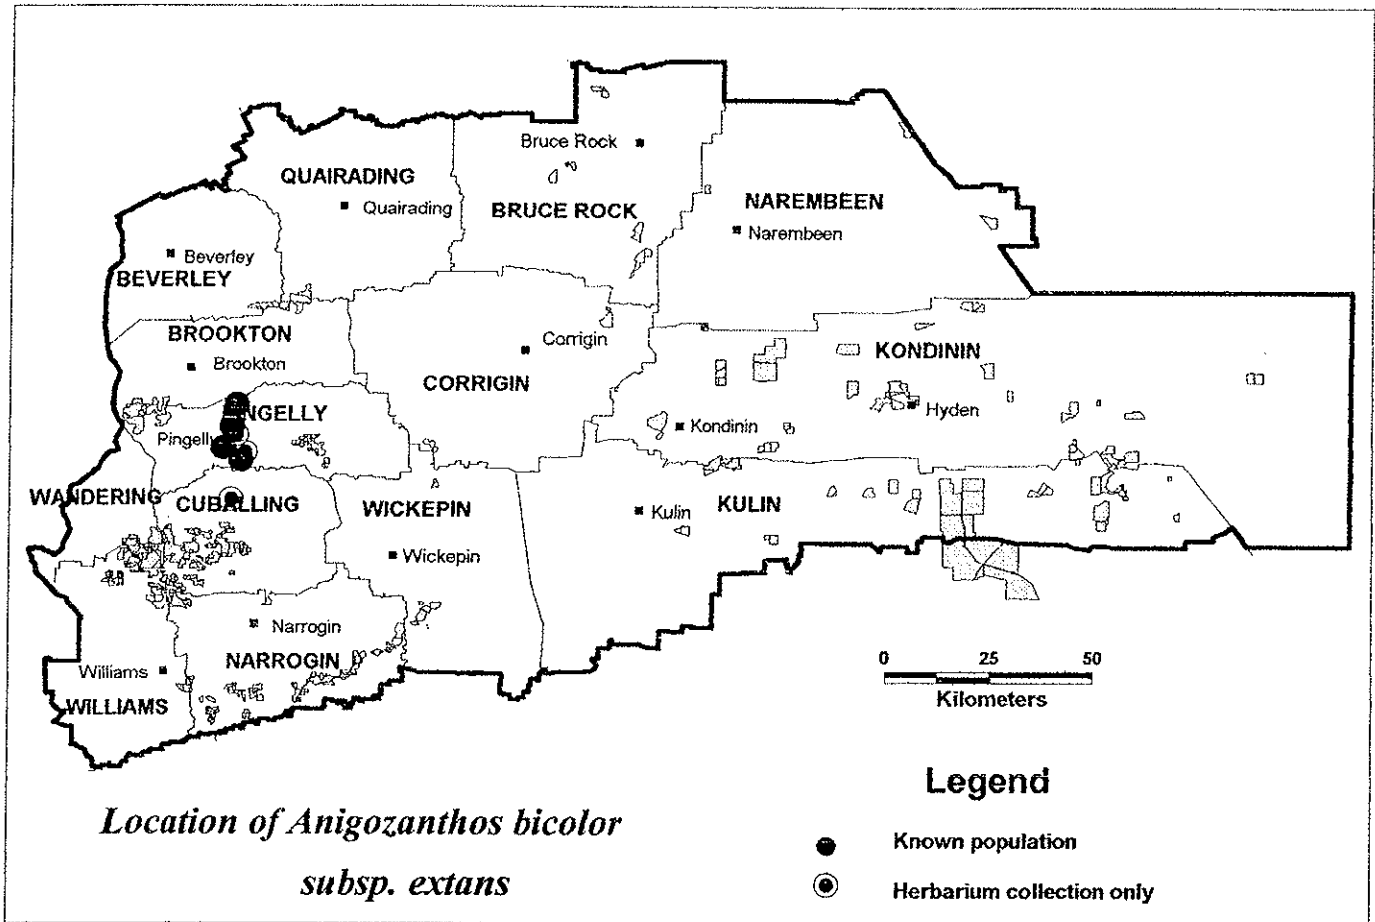 Bruce Rock
QUAIRADING
Quairading
BRUCE ROCK
NAREMBEEN
Narembeen
Beverley
BEVERLEY
BROOKTON
Brookton
Corrigin
CORRIGIN
KONDININ
Hyden
NGELLY
Pingelly
Kondinin
WANDERING
CUBALLING
WICKEPIN
Kulin
KULIN
Wickepin
Narrogin
NARROGIN
Williams
WILLIAMS
0 25 50
Kilometers
Legend
Location of Anigozanthos bicolor
subsp. extans
Known population
Herbarium collection only